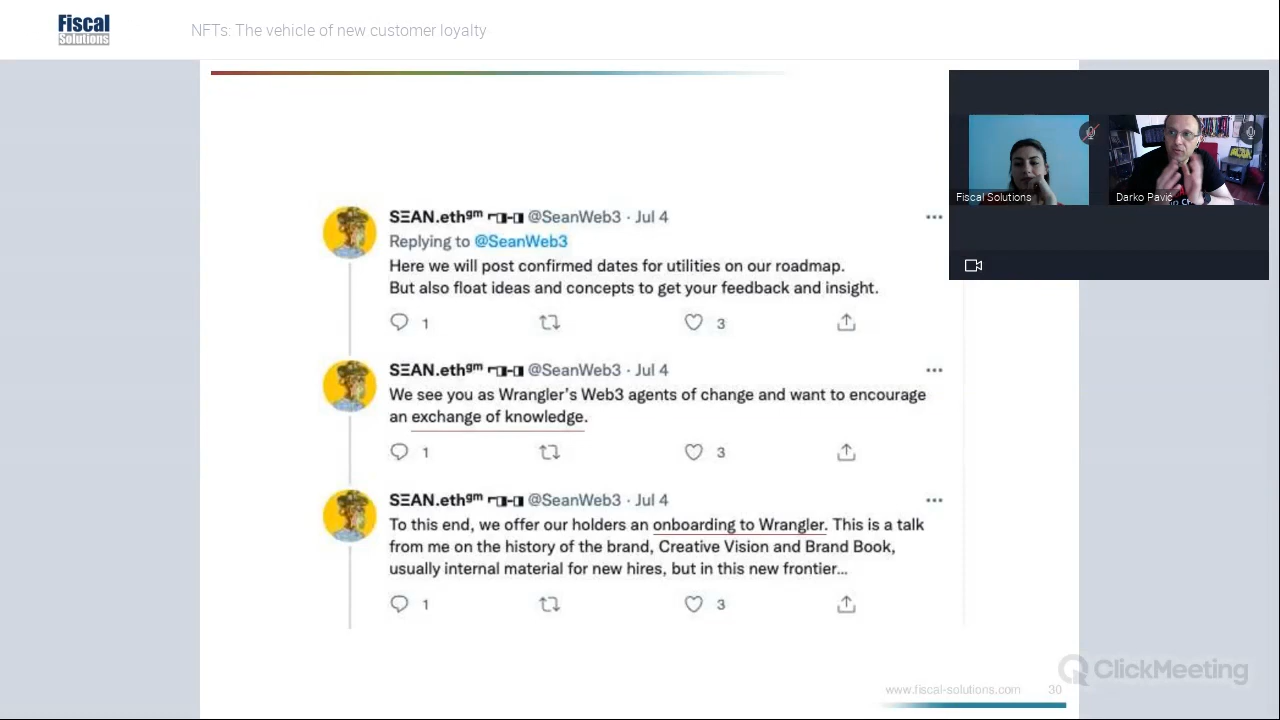 Fiscal
Solutions
NFTs: The vehicle of new customer loyalty
Fiscal Solutions
Darko Pavić
SΞAN.ethᵍᵐ ⌐◨-◨ @SeanWeb3 · Jul 4
Replying to @SeanWeb3
Here we will post confirmed dates for utilities on our roadmap.
But also float ideas and concepts to get your feedback and insight.
1
3
SΞAN.ethᵍᵐ ⌐◨-◨ @SeanWeb3 · Jul 4
We see you as Wrangler's Web3 agents of change and want to encourage
an exchange of knowledge.
1
3
SΞAN.ethᵍᵐ ⌐◨-◨ @SeanWeb3 · Jul 4
To this end, we offer our holders an onboarding to Wrangler. This is a talk
from me on the history of the brand, Creative Vision and Brand Book,
usually internal material for new hires, but in this new frontier...
1
3
ClickMeeting
www.fiscal-solutions.com 30